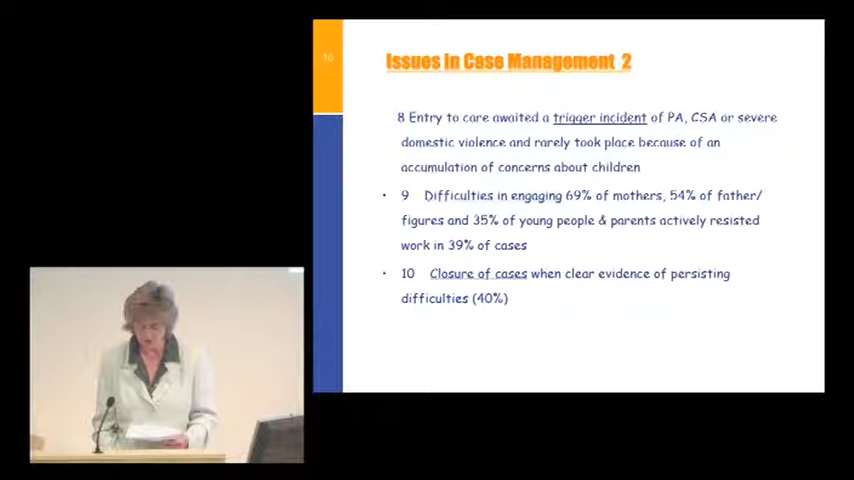 10
Issues in Case Management 2
8 Entry to care awaited a trigger incident of PA, CSA or severe
domestic violence and rarely took place because of an
accumulation of concerns about children
• 9 Difficulties in engaging 69% of mothers, 54% of father/
figures and 35% of young people & parents actively resisted
work in 39% of cases
• 10 Closure of cases when clear evidence of persisting
difficulties (40%)